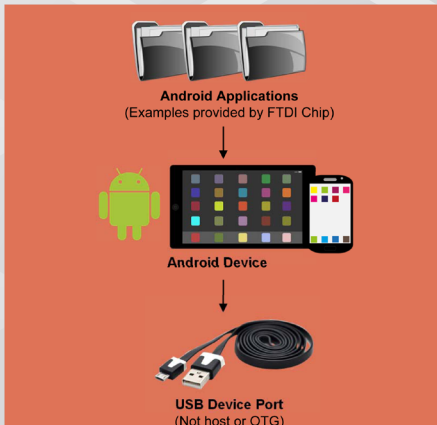 Android Applications
(Examples provided by FTDI Chip)
Android Device
USB Device Port
(Not host or OTG)